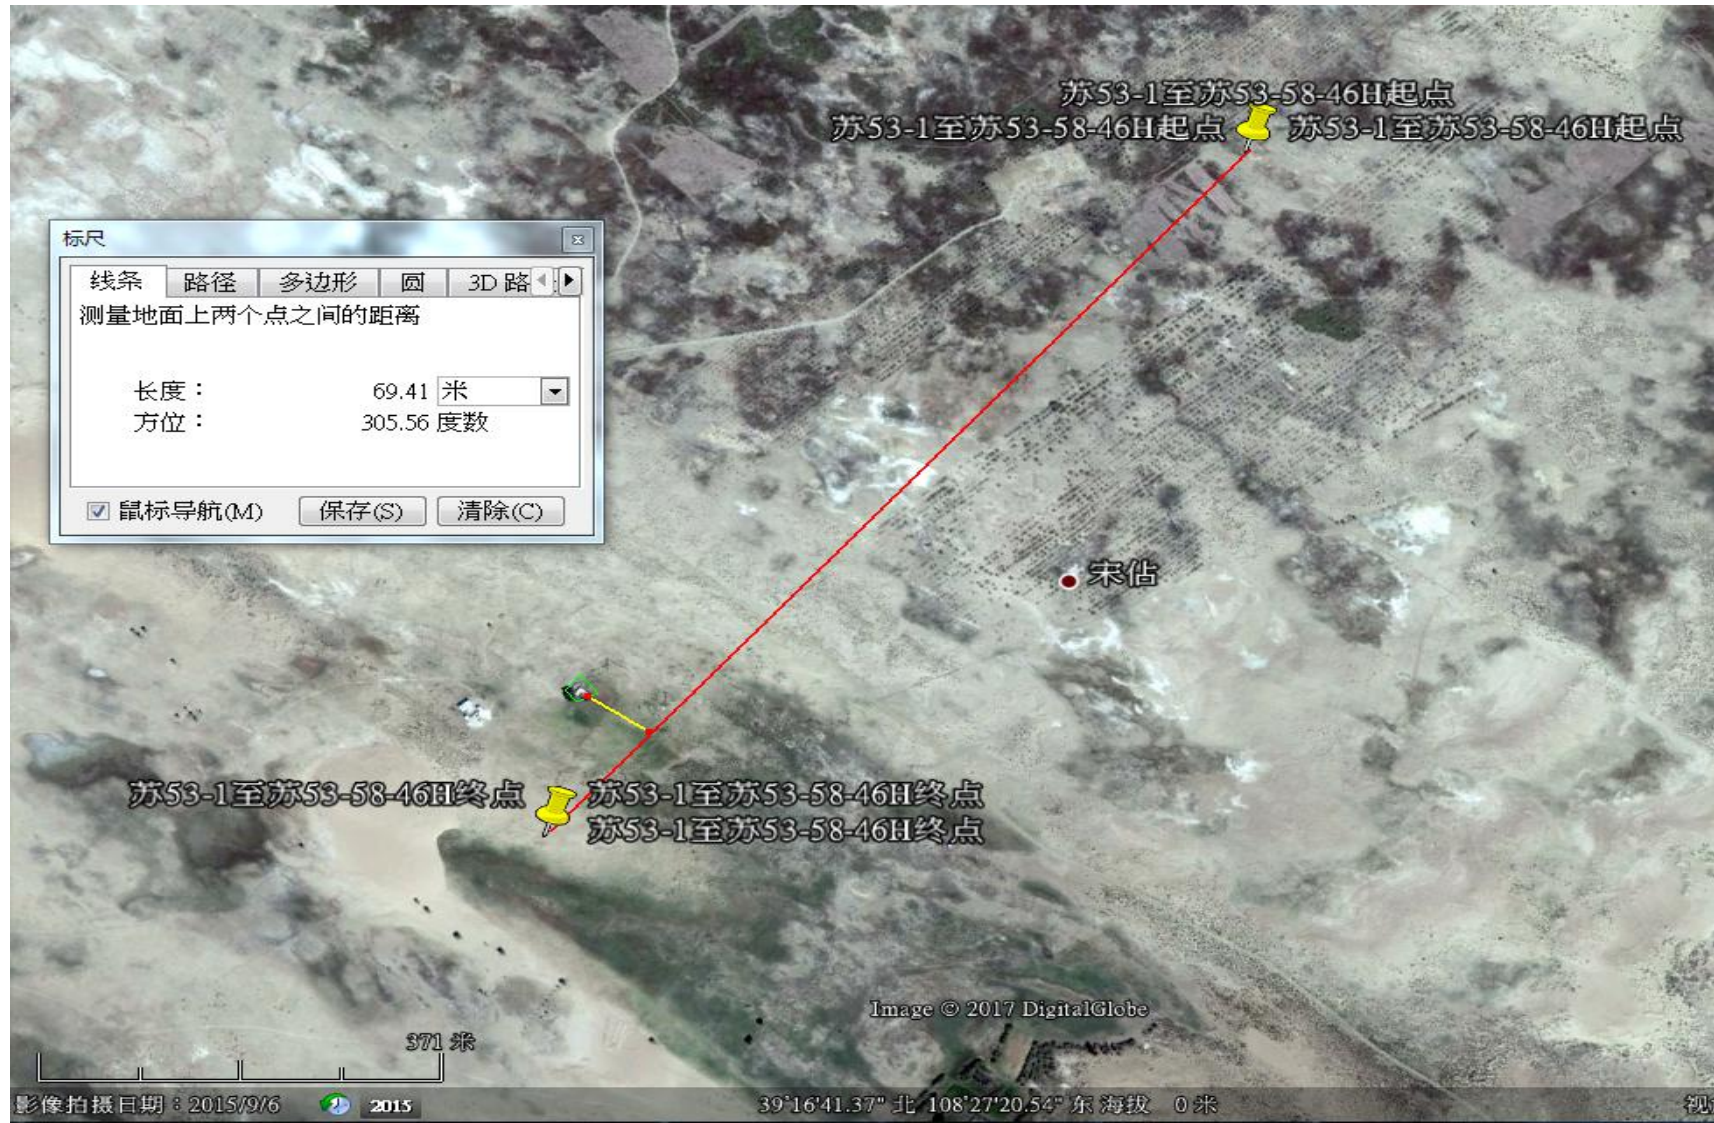 苏53-1至苏53-58-46H起点
苏53-1至苏53-58-46H起点
苏53-1至苏53-58-46H起点
标尺
线条 路径 多边形 圆 3D 路
测量地面上两个点之间的距离
长度： 69.41 米
方位： 305.56 度数
鼠标导航(M) 保存(S) 清除(C)
宋佔
苏53-1至苏53-58-46H终点
苏53-1至苏53-58-46H终点
苏53-1至苏53-58-46H终点
Image © 2017 DigitalGlobe
371 米
影像拍摄日期：2015/9/6 2015 39°16'41.37" 北 108°27'20.54" 东 海拔 0 米